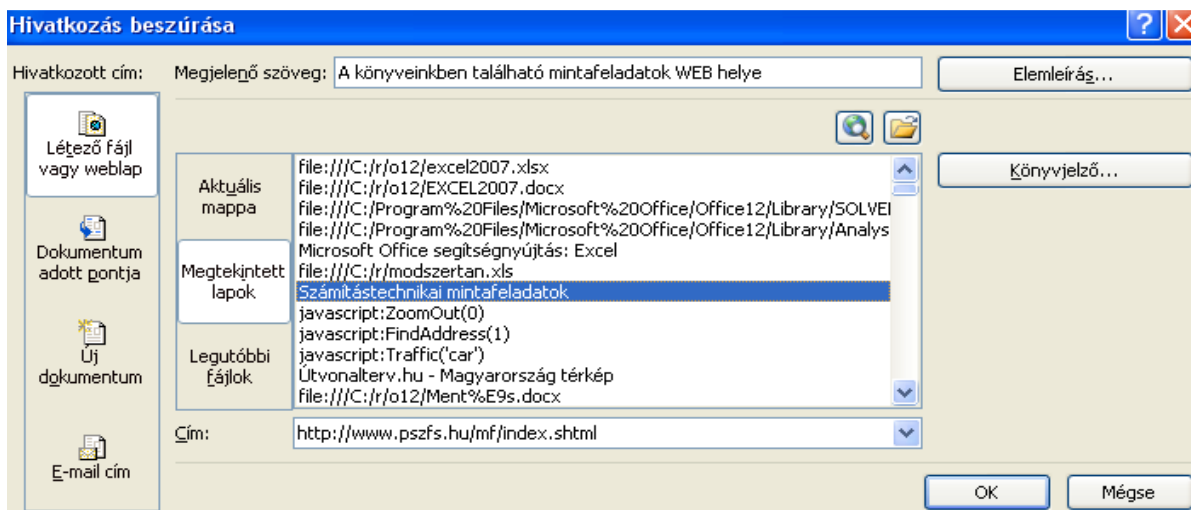 Hivatkozás beszúrása
Hivatkozott cím:
Megjelenő szöveg: A könyveinkben található mintafeladatok WEB helye
Elemleírás...
Létező fájl
vagy weblap
Dokumentum
adott pontja
Új
dokumentum
E-mail cím
Aktuális
mappa
Megtekintett
lapok
Legutóbbi
fájlok
file:///C:/r/o12/excel2007.xlsx
file:///C:/r/o12/EXCEL2007.docx
file:///C:/Program%20Files/Microsoft%20Office/Office12/Library/SOLVE
file:///C:/Program%20Files/Microsoft%20Office/Office12/Library/Analys
Microsoft Office segítségnyújtás: Excel
file:///C:/r/modszertan.xls
Számítástechnikai mintafeladatok
javascript:ZoomOut(0)
javascript:FindAddress(1)
javascript:Traffic('car')
Útvonalterv.hu - Magyarország térkép
file:///C:/r/o12/Ment%E9s.docx
Könyvjelző...
Cím: http://www.pszfs.hu/mf/index.shtml
OK
Mégse